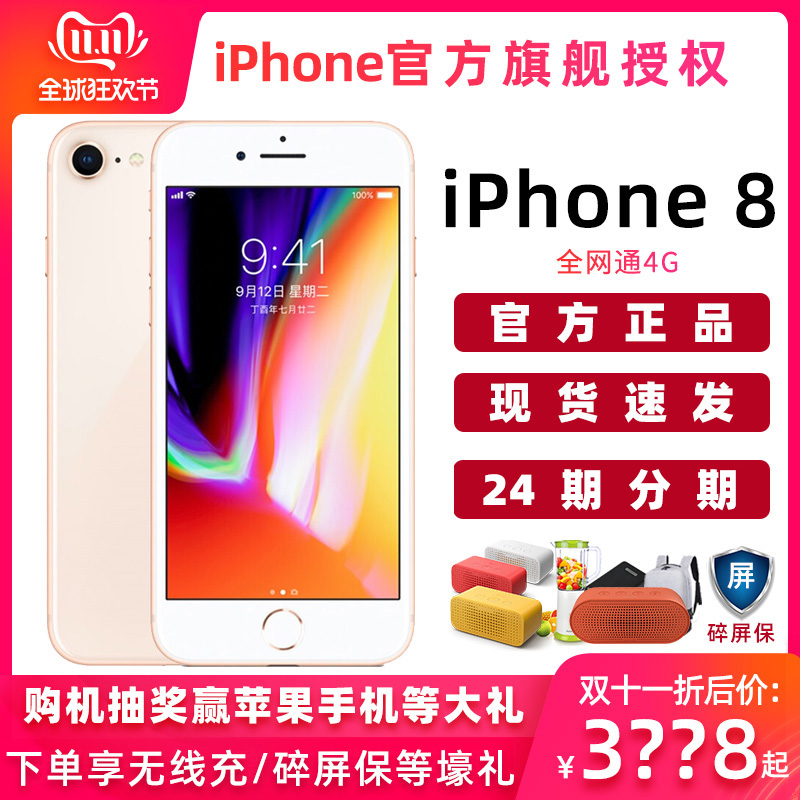 11.11
全球狂欢节
iPhone官方旗舰授权
iPhone 8
全网通4G
100%
9:41
9月12日 星期二
丁酉年七月廿二
官方正品
现货速发
24期分期
屏
碎屏保
购机抽奖赢苹果手机等大礼
下单享无线充/碎屏保等壕礼
双十一折后价:
¥3??8起